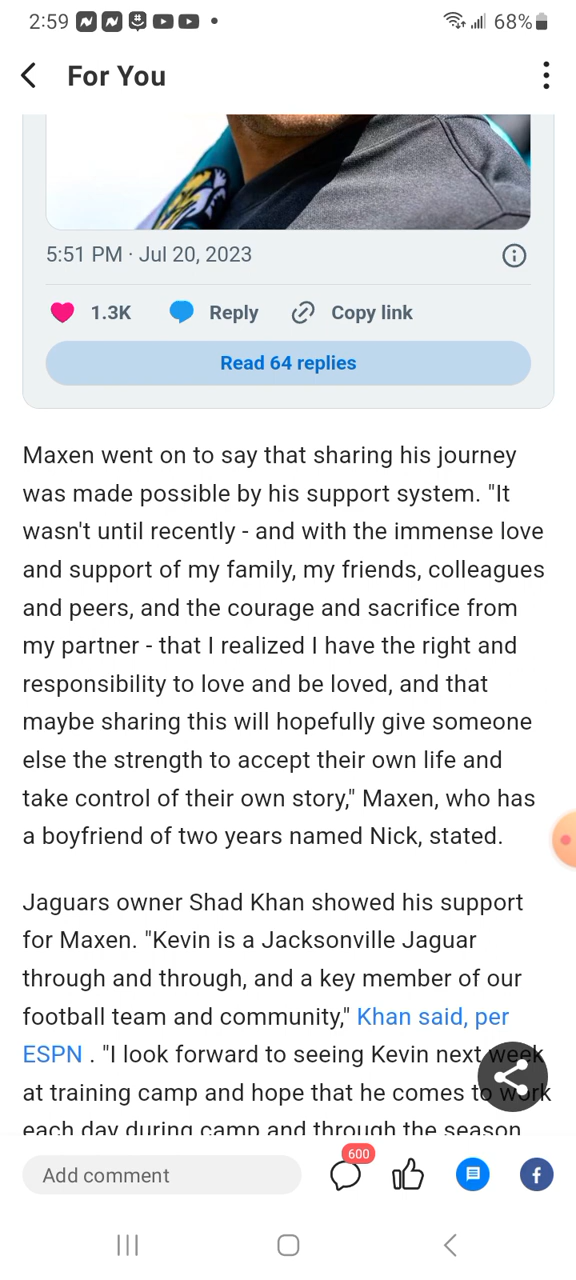 2:59
68%
For You
5:51 PM · Jul 20, 2023
1.3K Reply Copy link
Read 64 replies
Maxen went on to say that sharing his journey
was made possible by his support system. "It
wasn't until recently - and with the immense love
and support of my family, my friends, colleagues
and peers, and the courage and sacrifice from
my partner - that I realized I have the right and
responsibility to love and be loved, and that
maybe sharing this will hopefully give someone
else the strength to accept their own life and
take control of their own story," Maxen, who has
a boyfriend of two years named Nick, stated.
Jaguars owner Shad Khan showed his support
for Maxen. "Kevin is a Jacksonville Jaguar
through and through, and a key member of our
football team and community," Khan said, per
ESPN . "I look forward to seeing Kevin next week
at training camp and hope that he comes to work
each day during camp and through the season
Add comment
600